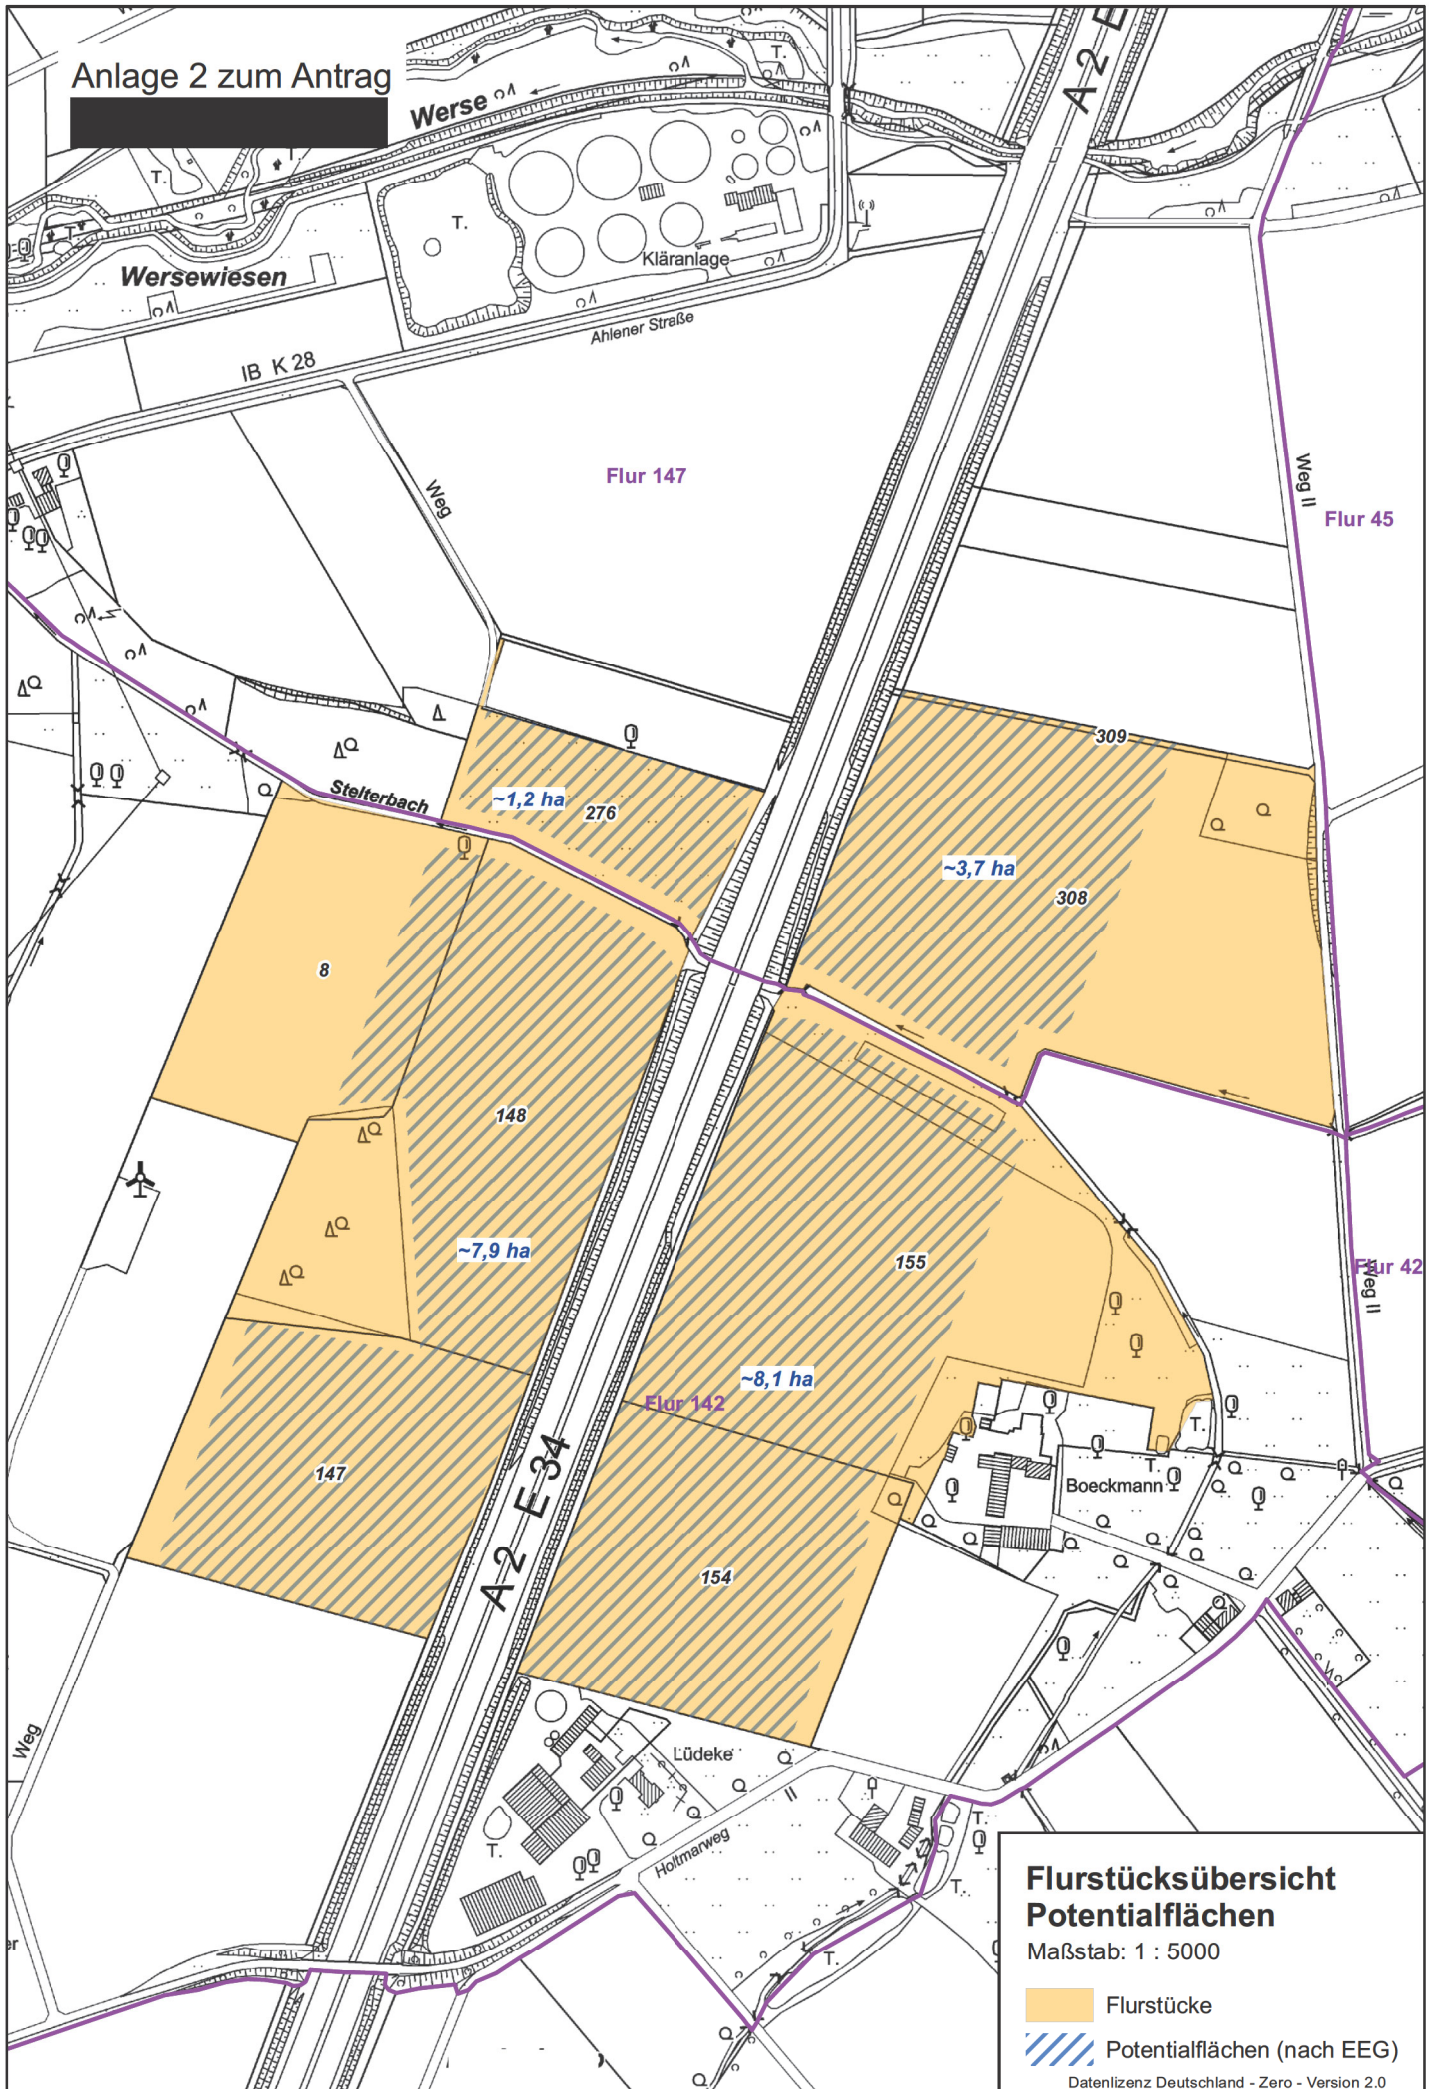 Anlage 2 zum Antrag
A 2 E
Werse
T.
T.
T.
T.
T.
Kläranlage
Wersewiesen
Ahlener Straße
IB K 28
Weg
Flur 147
Weg II
Flur 45
309
Stelterbach
~1,2 ha
276
~3,7 ha
308
8
148
~7,9 ha
155
Flur 42
Weg II
~8,1 ha
Flur 142
T.
147
A 2 E 34
T.
Boeckmann
154
Weg
Lüdeke
II
T.
Holtmarweg
T.
T.
T.
er
Flurstücksübersicht
Potentialflächen
Maßstab: 1 : 5000
Flurstücke
Potentialflächen (nach EEG)
Datenlizenz Deutschland - Zero - Version 2.0